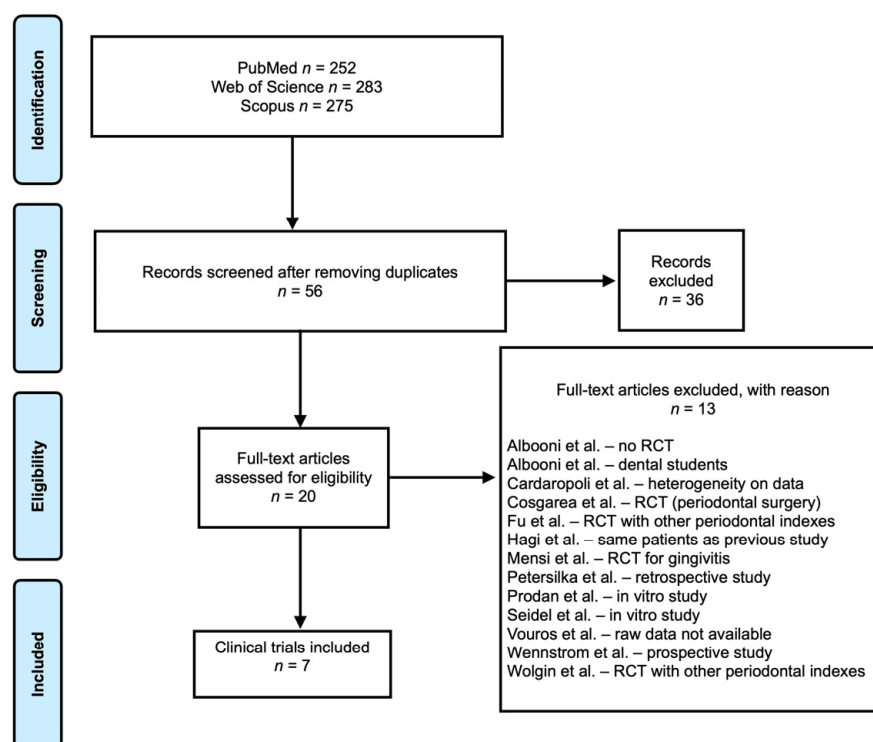 Identification
PubMed n = 252
Web of Science n = 283
Scopus n = 275
Screening
Records screened after removing duplicates
n = 56
Records
excluded
n = 36
Eligibility
Full-text articles
assessed for eligibility
n = 20
Full-text articles excluded, with reason
n = 13
Albooni et al. – no RCT
Albooni et al. – dental students
Cardaropoli et al. – heterogeneity on data
Cosgarea et al. – RCT (periodontal surgery)
Fu et al. – RCT with other periodontal indexes
Hagi et al. – same patients as previous study
Mensi et al. – RCT for gingivitis
Petersilka et al. – retrospective study
Prodan et al. – in vitro study
Seidel et al. – in vitro study
Vouros et al. – raw data not available
Wennstrom et al. – prospective study
Wolgin et al. – RCT with other periodontal indexes
Included
Clinical trials included
n = 7